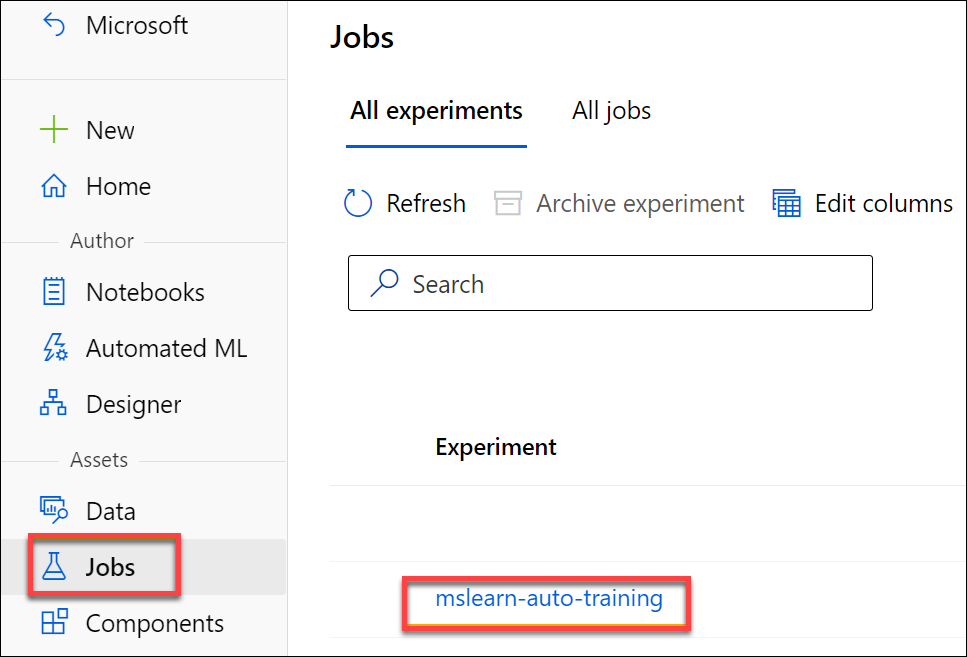 Microsoft
New
Home
Author
Notebooks
Automated ML
Designer
Assets
Data
Jobs
Components
Jobs
All experiments All jobs
Refresh Archive experiment Edit columns
Search
Experiment
mslearn-auto-training